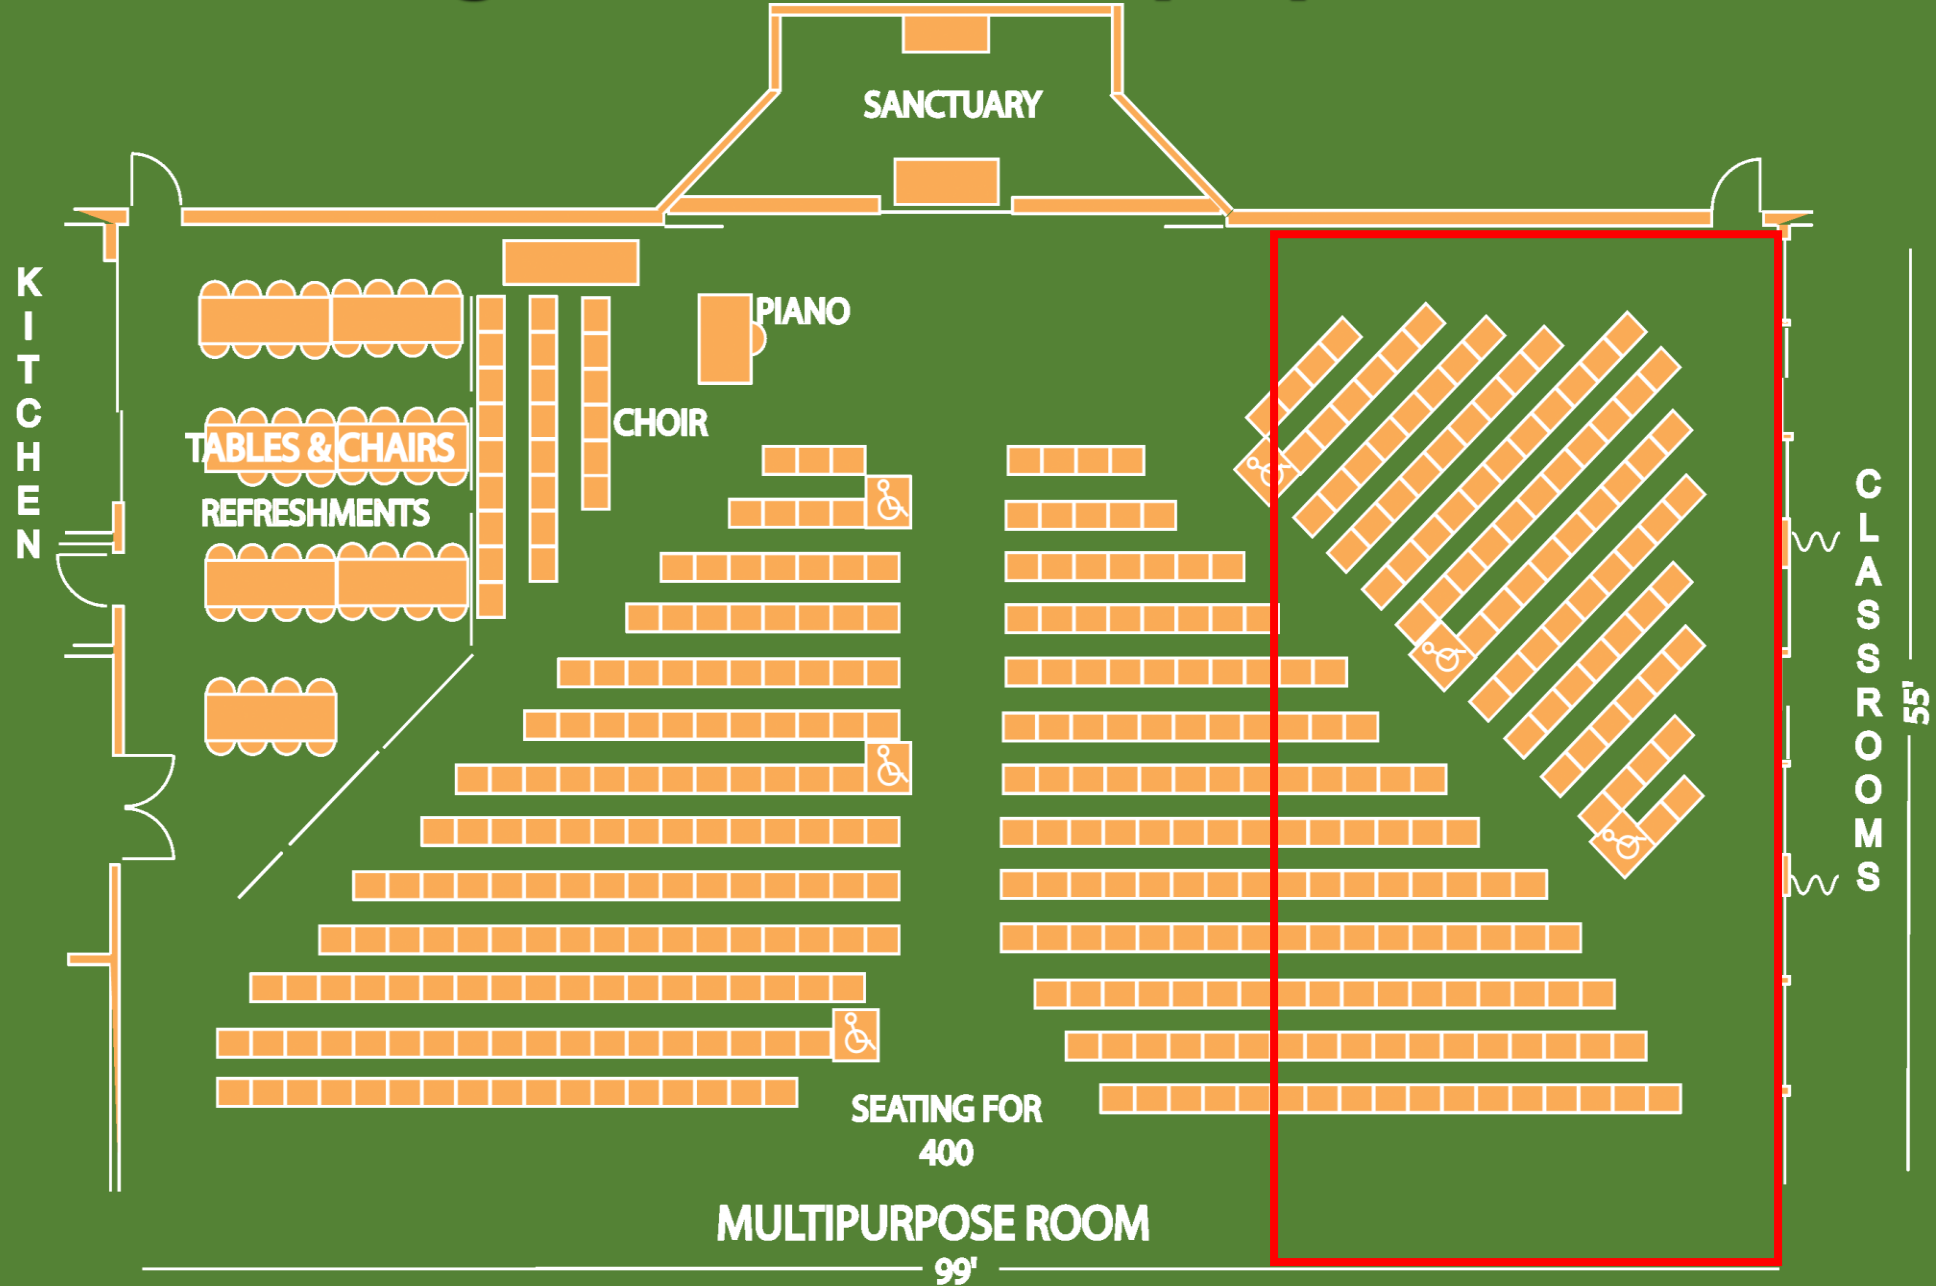 SANCTUARY
KITCHEN
PIANO
CHOIR
TABLES & CHAIRS
REFRESHMENTS
CLASSROOMS
55'
SEATING FOR
400
MULTIPURPOSE ROOM
99'